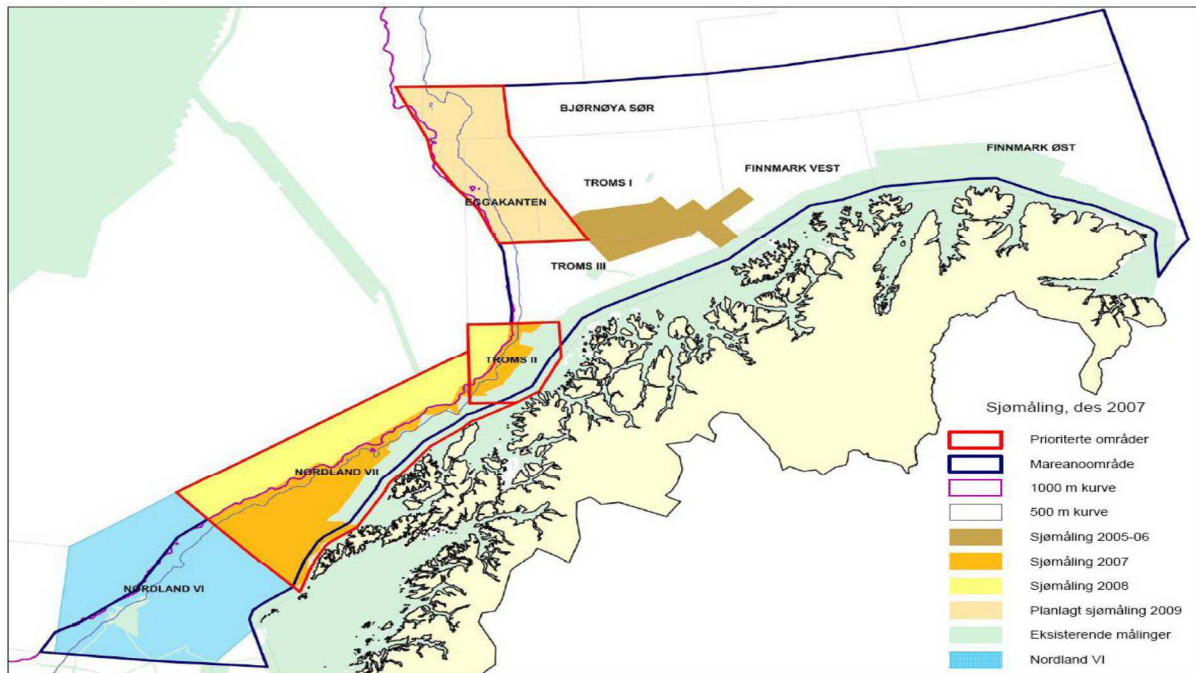 BJØRNØYA SØR
FINNMARK ØST
FINNMARK VEST
TROMS I
EGGAKANTEN
TROMS III
TROMS II
NORDLAND VII
NORDLAND VI
Sjømåling, des 2007
Prioriterte områder
Mareanoområde
1000 m kurve
500 m kurve
Sjømåling 2005-06
Sjømåling 2007
Sjømåling 2008
Planlagt sjømåling 2009
Eksisterende målinger
Nordland VI